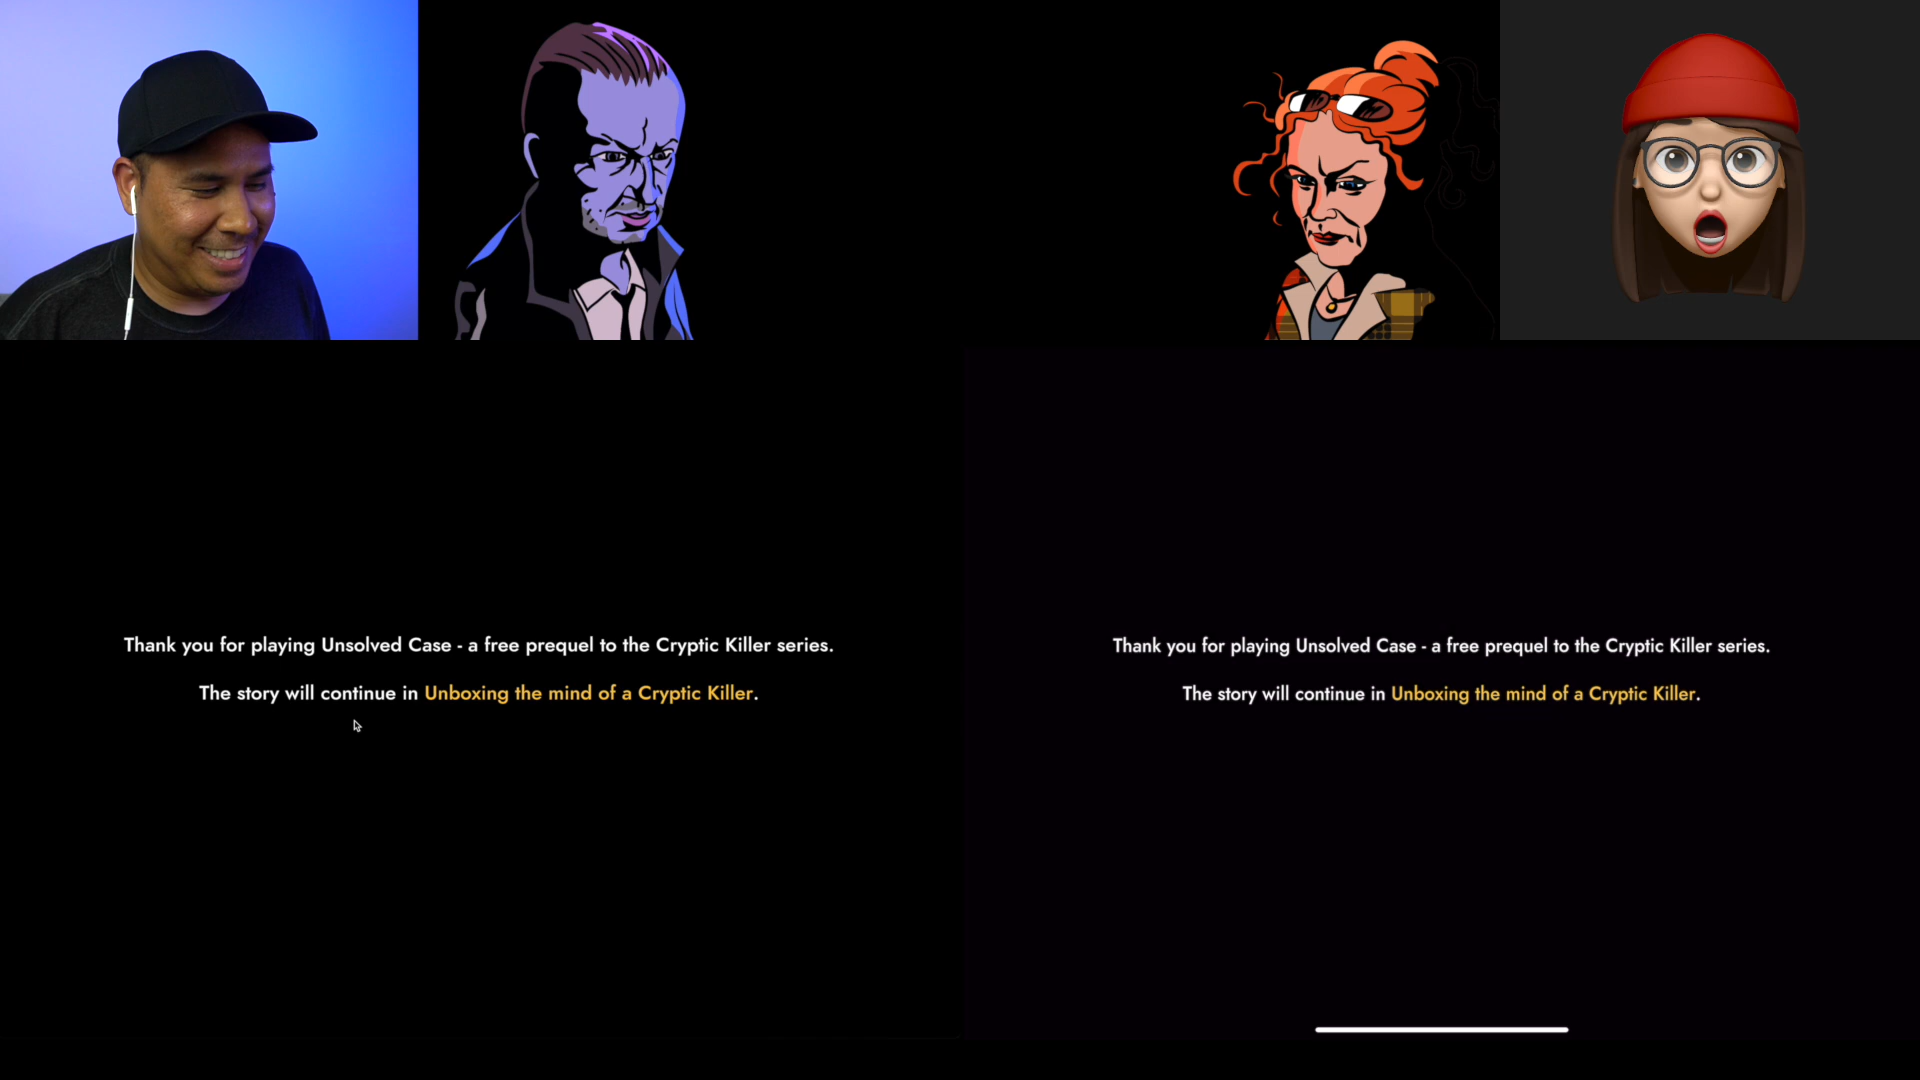 Thank you for playing Unsolved Case - a free prequel to the Cryptic Killer series.
The story will continue in Unboxing the mind of a Cryptic Killer.
Thank you for playing Unsolved Case - a free prequel to the Cryptic Killer series.
The story will continue in Unboxing the mind of a Cryptic Killer.